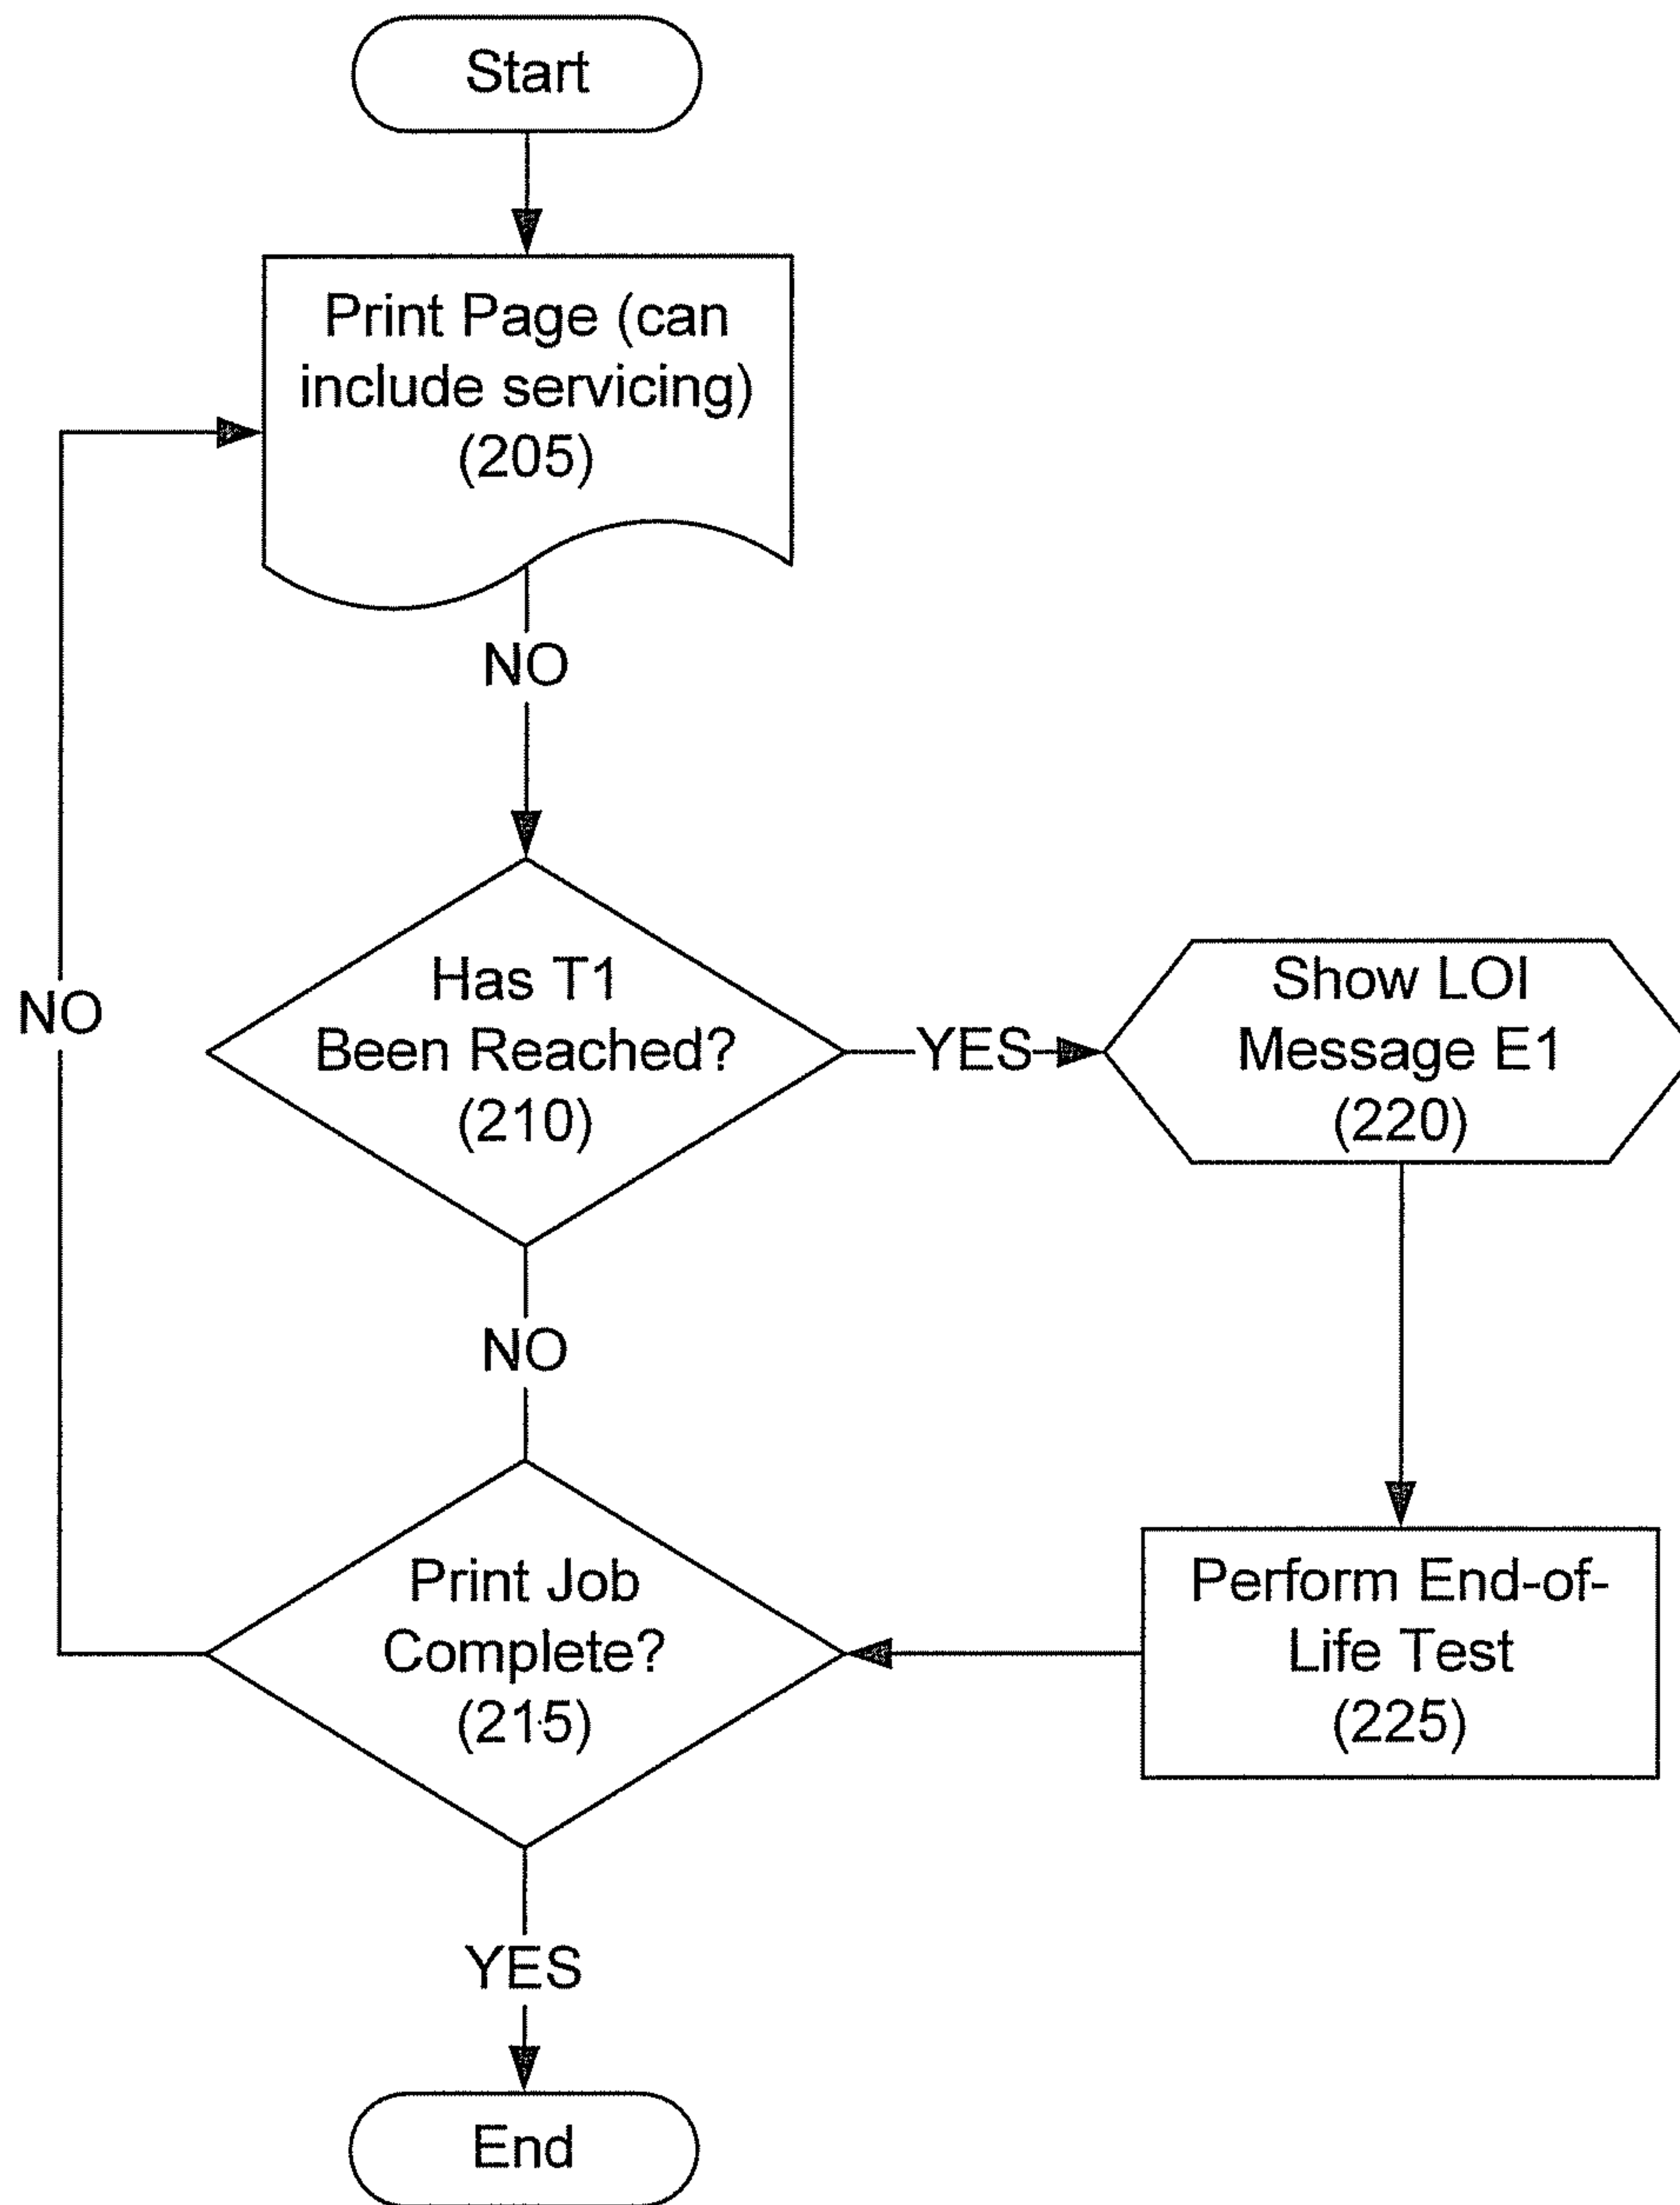 Start
Print Page (can
include servicing)
(205)
NO
NO
Has T1
Been Reached?
(210)
YES
Show LOI
Message E1
(220)
NO
Print Job
Complete?
(215)
Perform End-of-
Life Test
(225)
YES
End